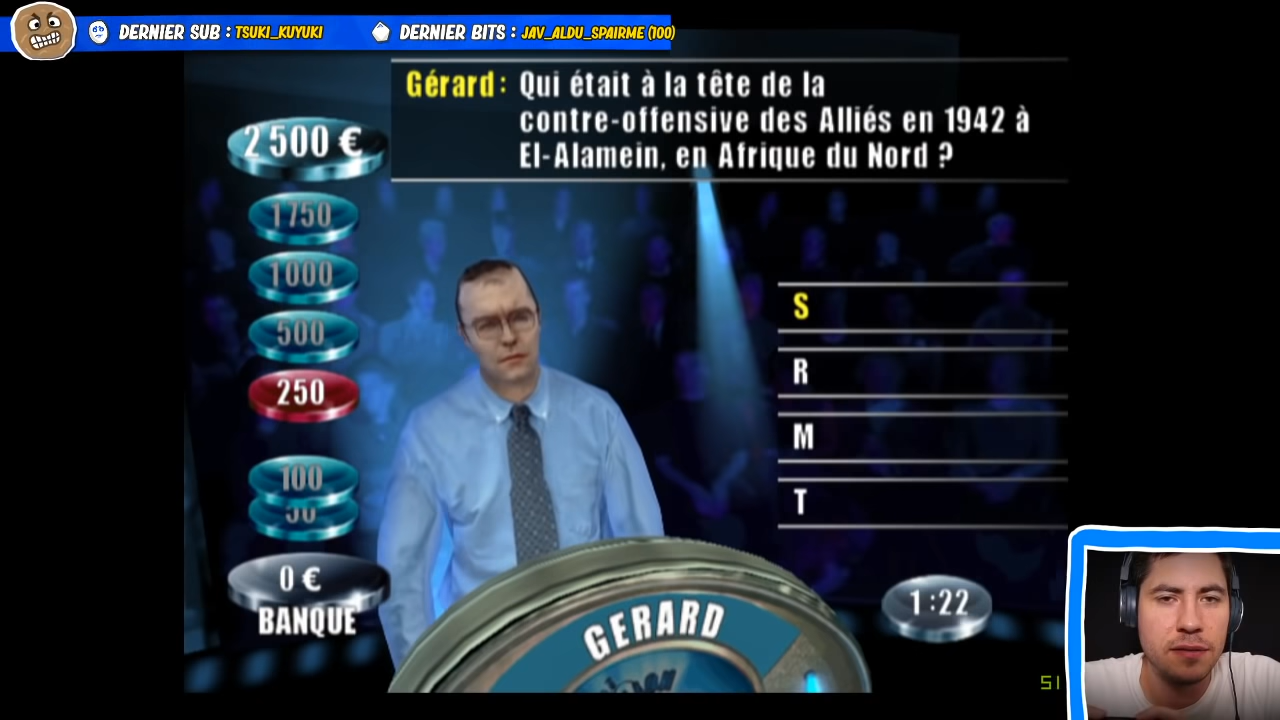 DERNIER SUB : TSUKI_KUYUKI
DERNIER BITS : JAV_ALDU_SPAIRME (100)
Gérard : Qui était à la tête de la
contre-offensive des Alliés en 1942 à
El-Alamein, en Afrique du Nord ?
2 500 €
1750
1000
500
250
100
50
0 €
BANQUE
S
R
M
T
GERARD
1:22
51